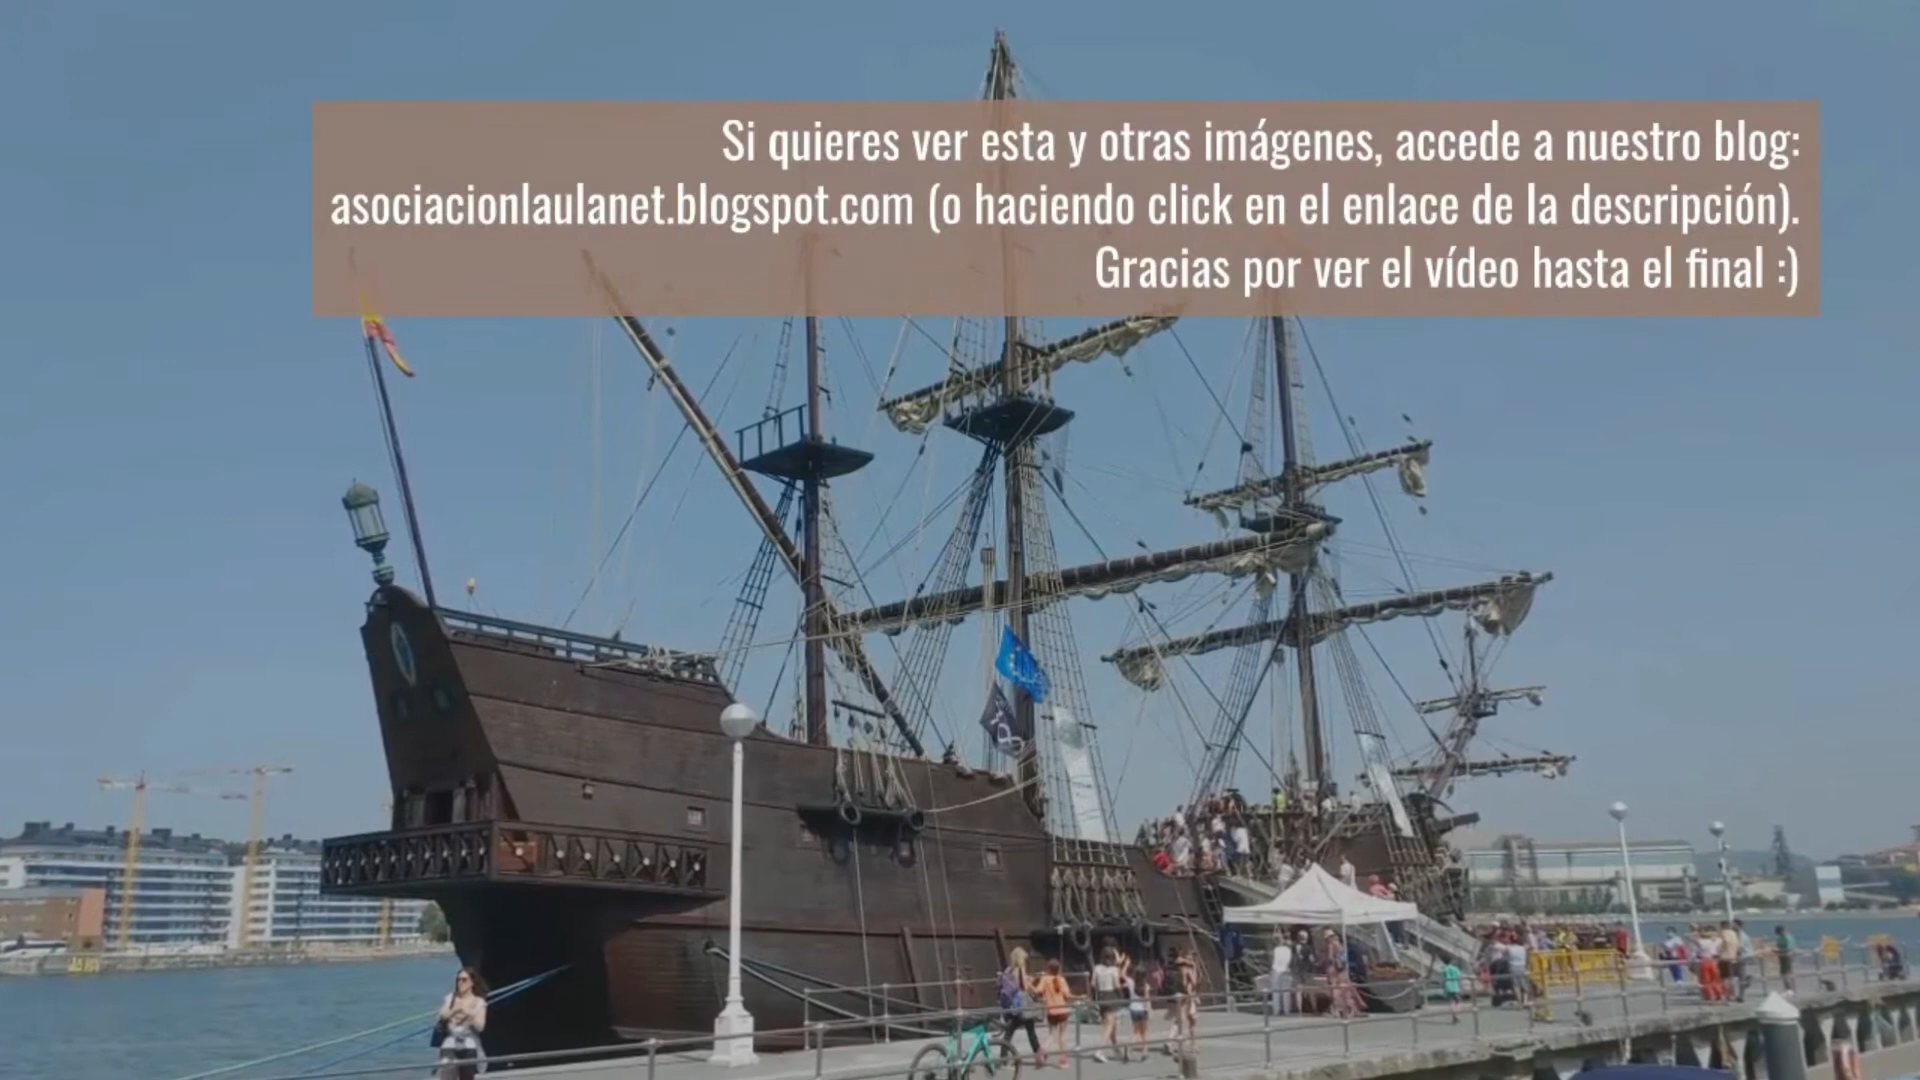 Si quieres ver esta y otras imágenes, accede a nuestro blog:
asociacionlaulanet.blogspot.com (o haciendo click en el enlace de la descripción).
Gracias por ver el vídeo hasta el final :)